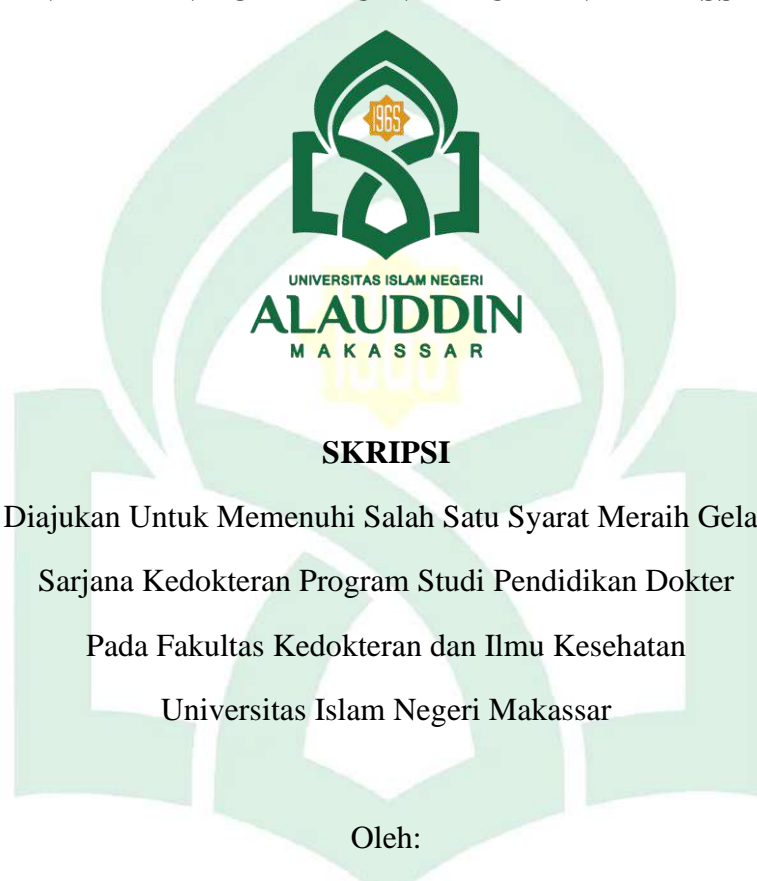 1965
UNIVERSITAS ISLAM NEGERI
ALAUDDIN
MAKASSAR
SKRIPSI
Diajukan Untuk Memenuhi Salah Satu Syarat Meraih Gela
Sarjana Kedokteran Program Studi Pendidikan Dokter
Pada Fakultas Kedokteran dan Ilmu Kesehatan
Universitas Islam Negeri Makassar
Oleh: